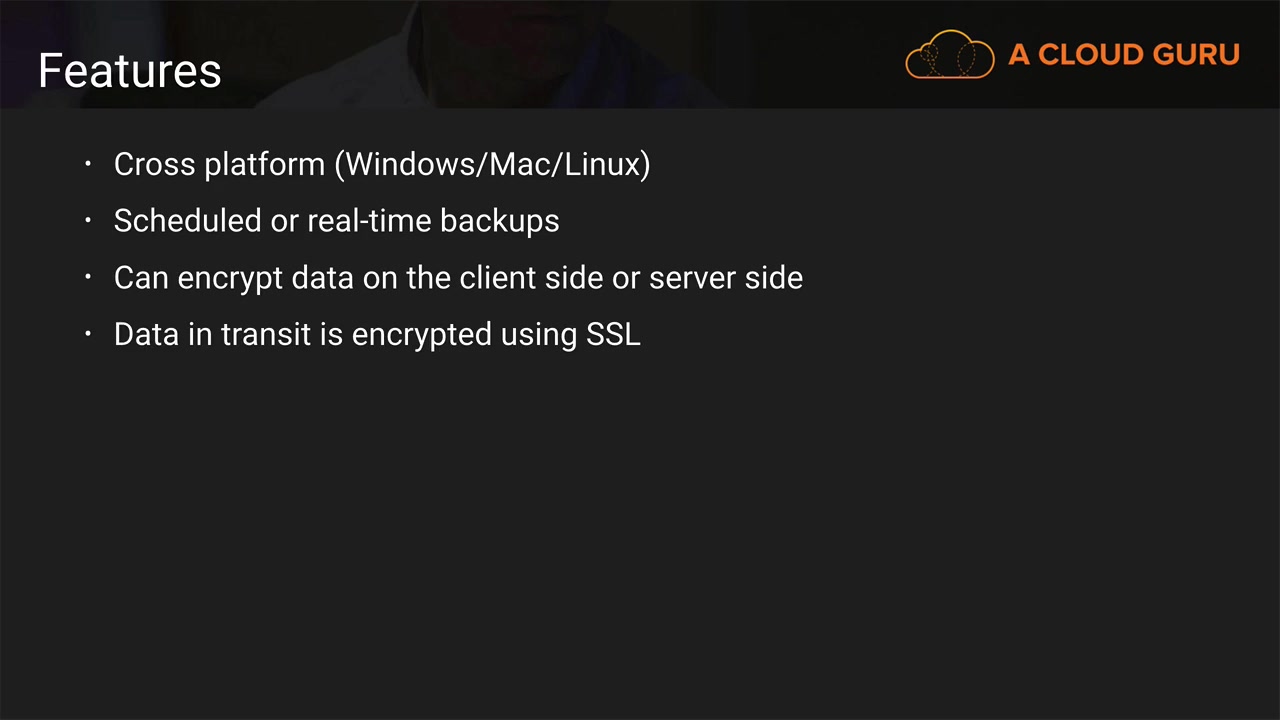 Features
A CLOUD GURU
• Cross platform (Windows/Mac/Linux)
• Scheduled or real-time backups
• Can encrypt data on the client side or server side
• Data in transit is encrypted using SSL